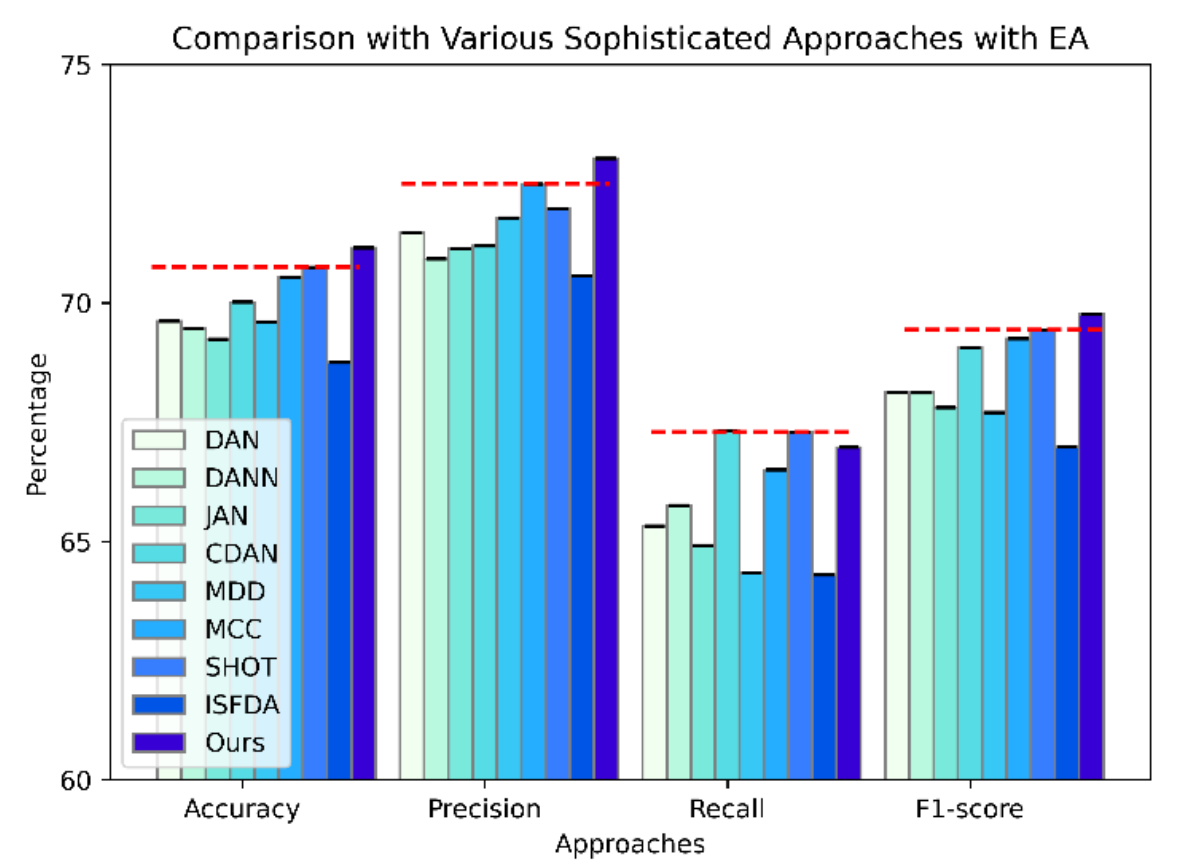 Comparison with Various Sophisticated Approaches with EA
75
70
65
60
Percentage
DAN
DANN
JAN
CDAN
MDD
MCC
SHOT
ISFDA
Ours
Accuracy
Precision
Recall
F1-score
Approaches